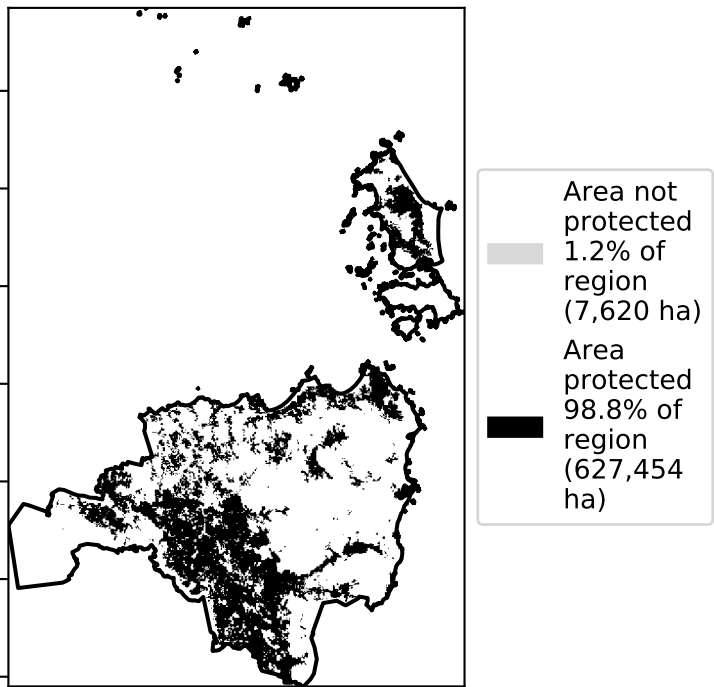 Area not
protected
1.2% of
region
(7,620 ha)
Area
protected
98.8% of
region
(627,454
ha)